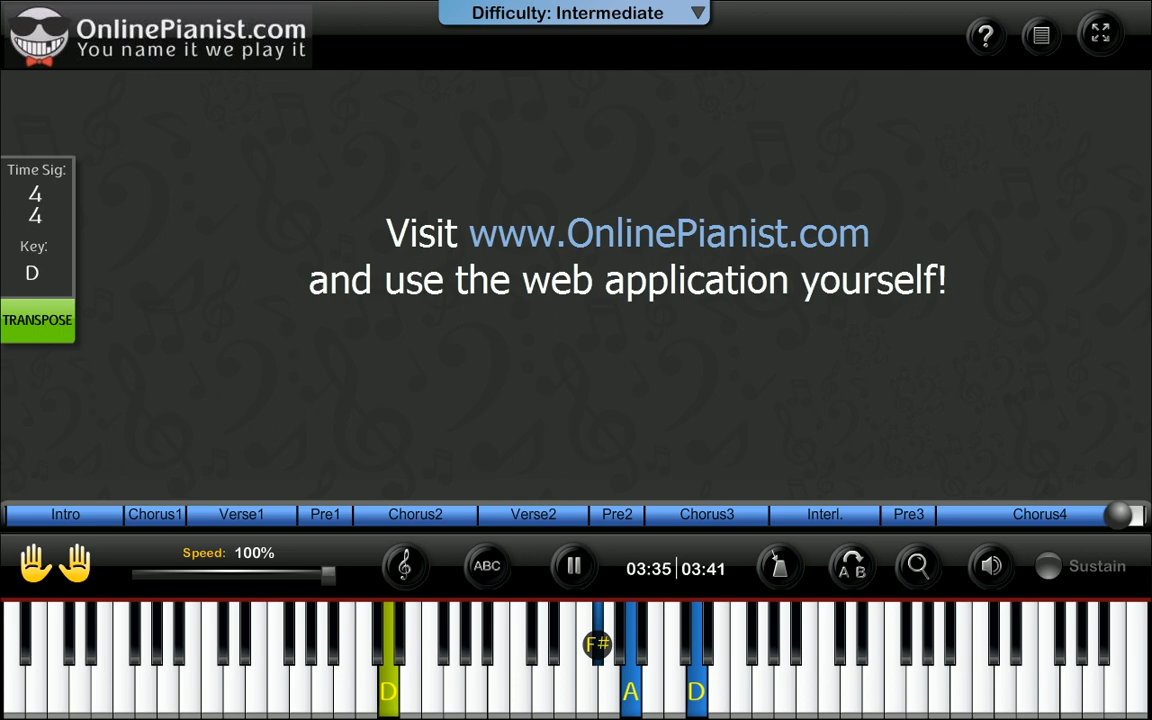 Difficulty: Intermediate
OnlinePianist.com
You name it we play it
?
Time Sig:
4
4
Key:
D
TRANSPOSE
Visit www.OnlinePianist.com
and use the web application yourself!
Intro Chorus1 Verse1 Pre1 Chorus2 Verse2 Pre2 Chorus3 Interl. Pre3 Chorus4
Speed: 100%
ABC
03:35 03:41
A B
Sustain
F#
D A D